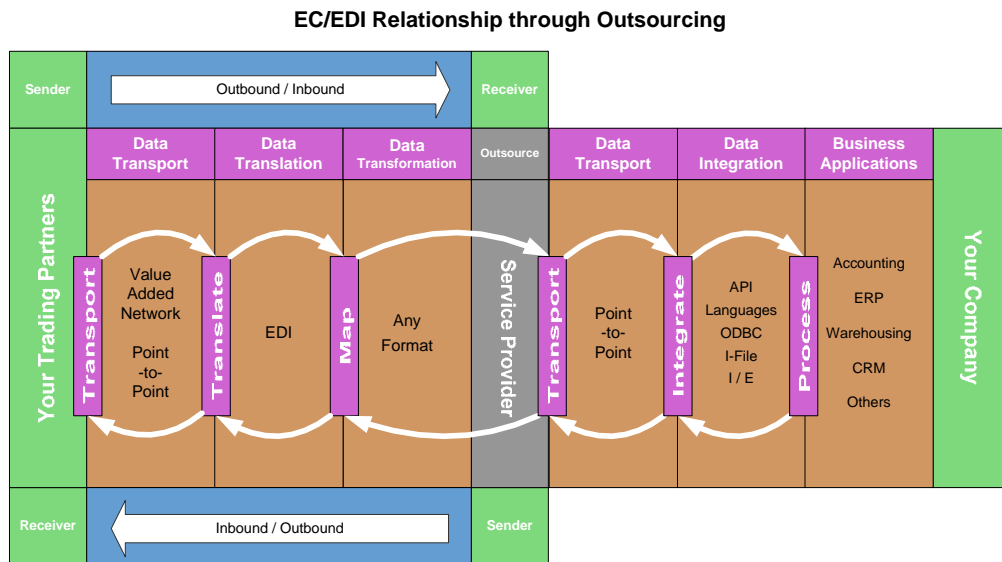 EC/EDI Relationship through Outsourcing
Sender
Outbound / Inbound
Receiver
Data
Transport
Data
Translation
Data
Transformation
Outsource
Data
Transport
Data
Integration
Business
Applications
Your Trading Partners
Transport
Value
Added
Network
Point
-to-
Point
Translate
EDI
Map
Any
Format
Service Provider
Transport
Point
-to-
Point
Integrate
API
Languages
ODBC
I-File
I / E
Process
Accounting
ERP
Warehousing
CRM
Others
Your Company
Receiver
Inbound / Outbound
Sender